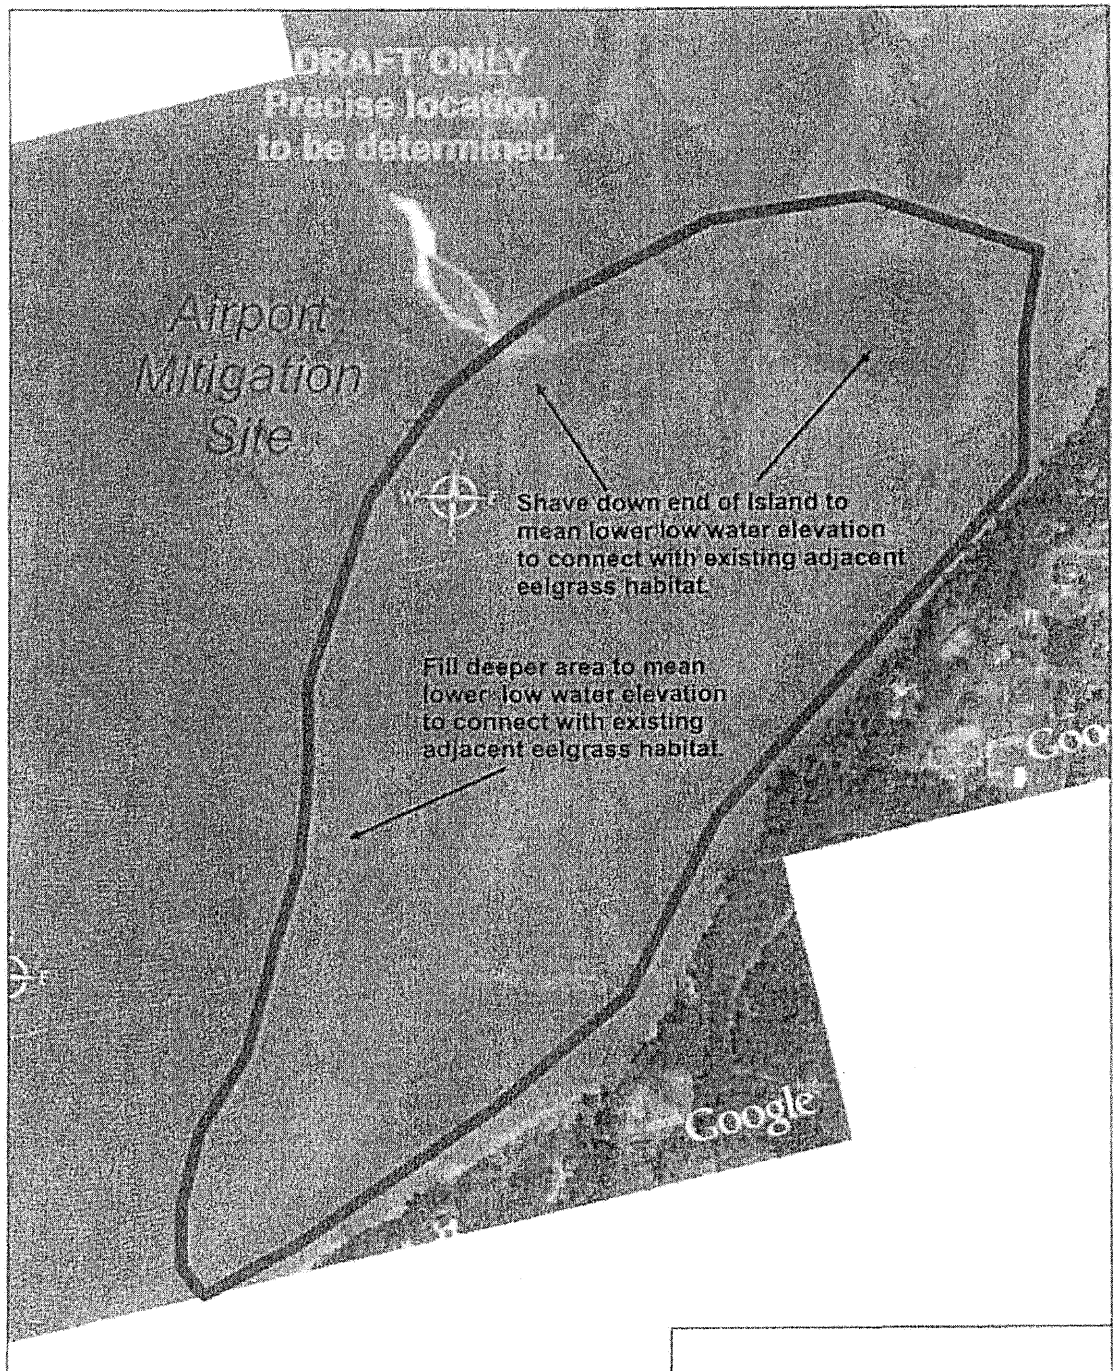 DRAFT ONLY
Precise location
to be determined.
Airport
Mitigation
Site
N
W
E
Shave down end of island to
mean lower low water elevation
to connect with existing adjacent
eelgrass habitat.
Fill deeper area to mean
lower low water elevation
to connect with existing
adjacent eelgrass habitat.
Goo
E
Google